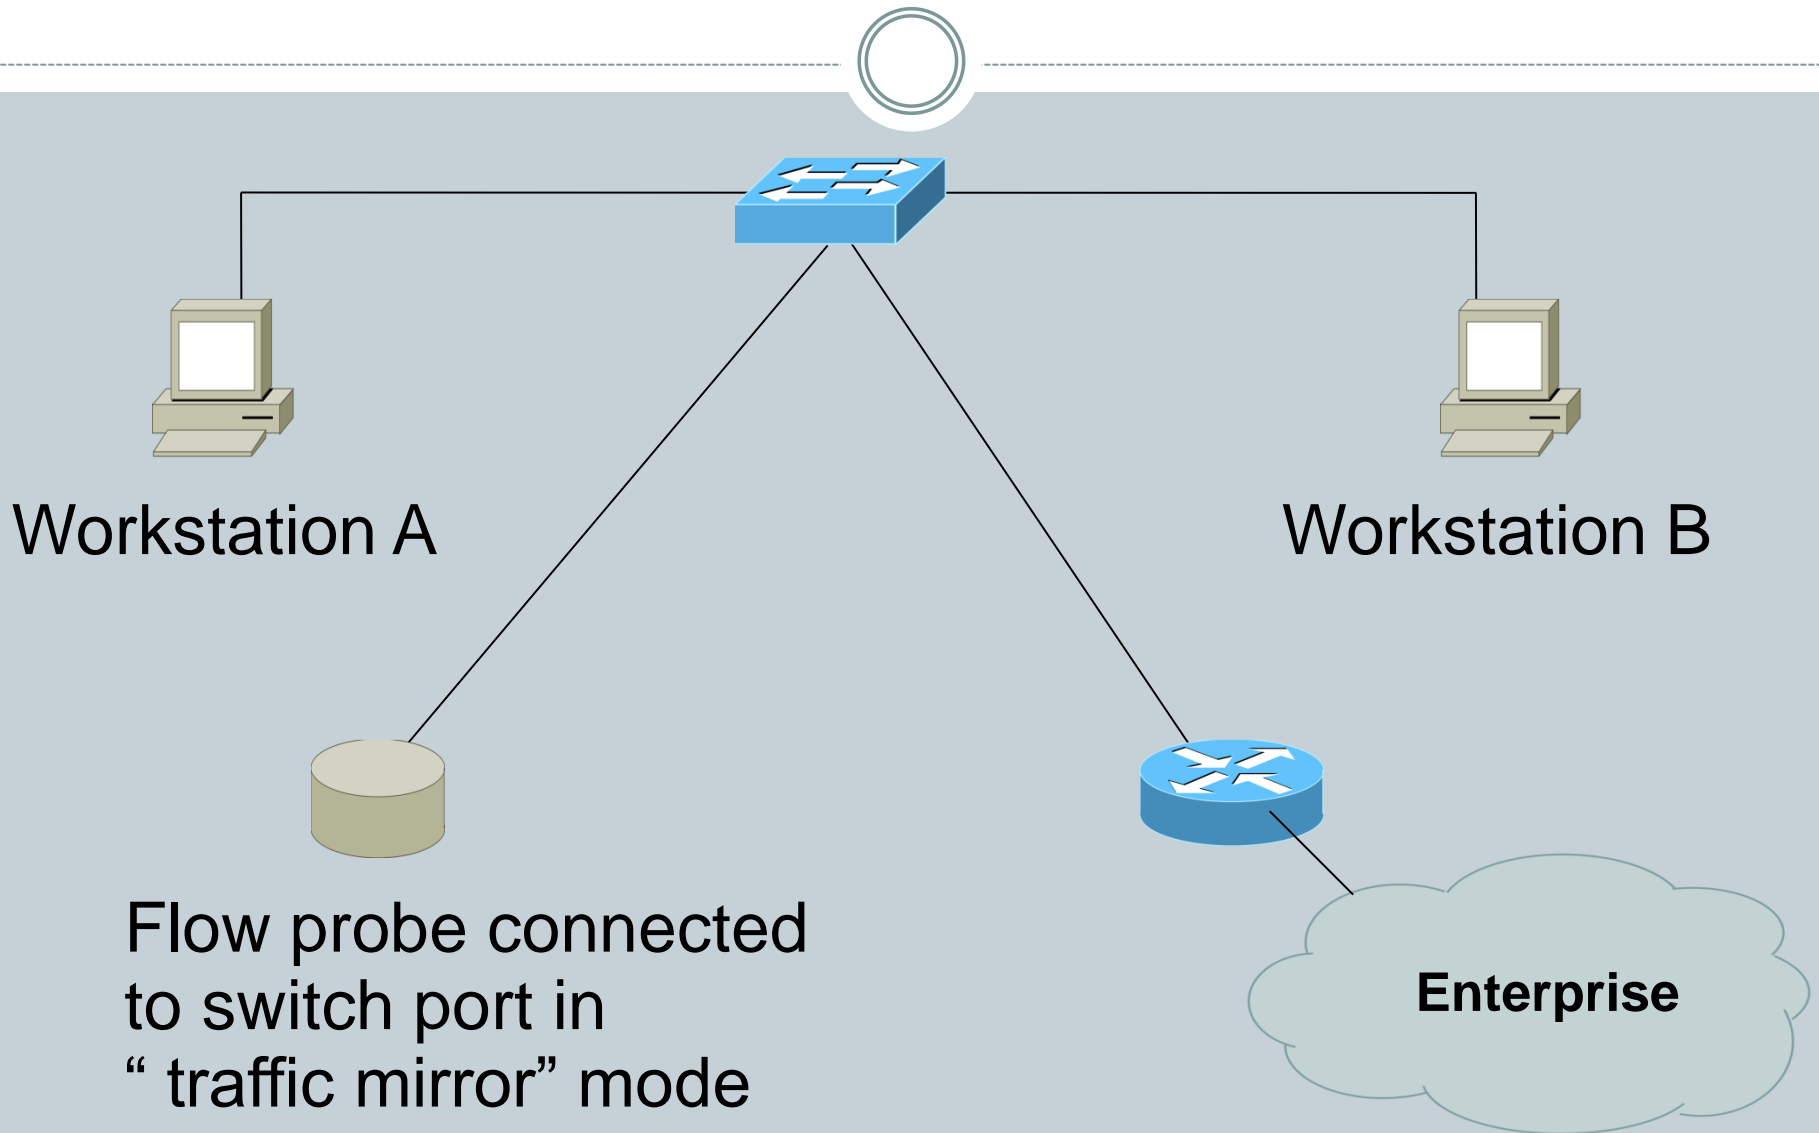 Workstation A
Workstation B
Flow probe connected
to switch port in
“ traffic mirror” mode
Enterprise